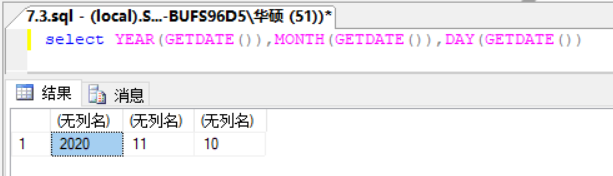 7.3.sql - (local).S...-BUFS96D5\华硕 (51))*
select YEAR(GETDATE()),MONTH(GETDATE()),DAY(GETDATE())
结果 消息
(无列名) (无列名) (无列名)
1 2020 11 10